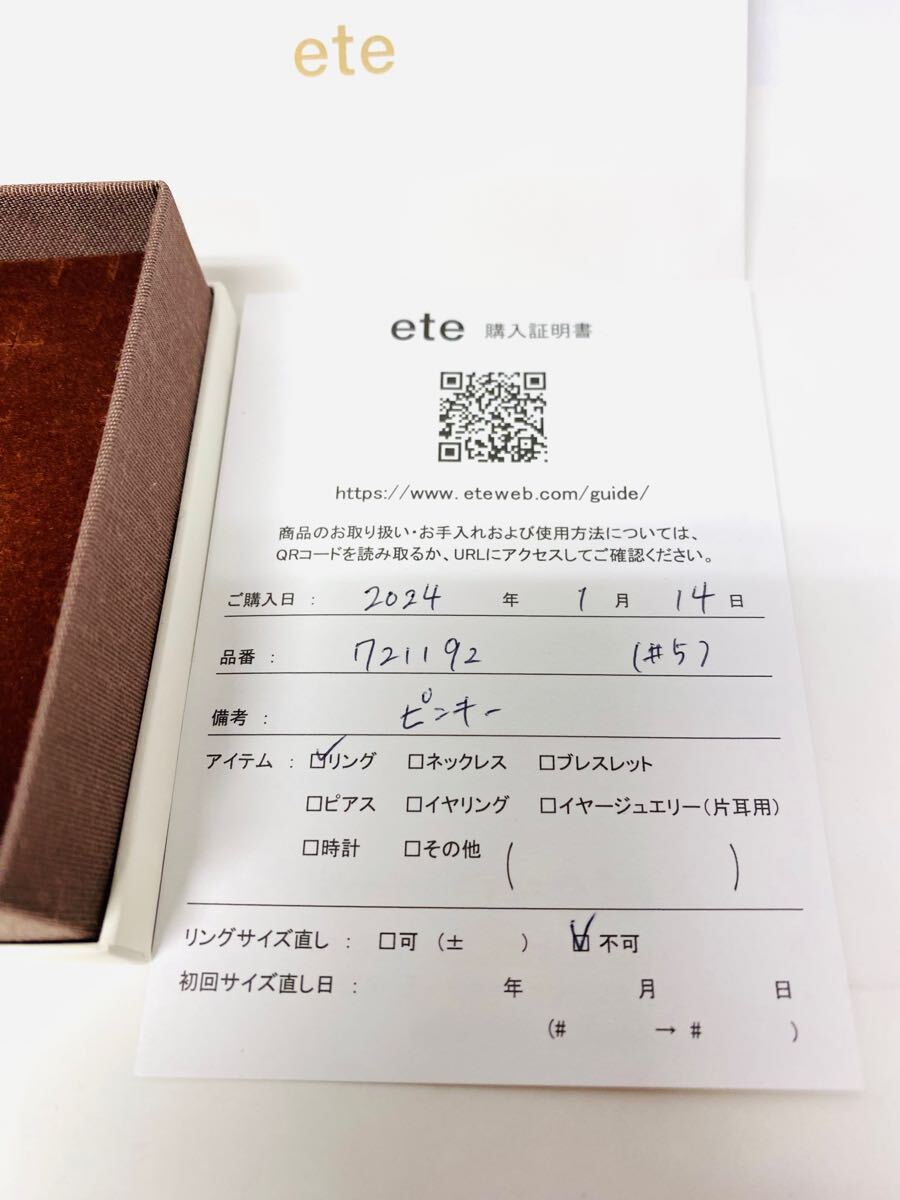 ete
ete 購入証明書
https://www.eteweb.com/guide/
商品のお取り扱い・お手入れおよび使用方法については、
QRコードを読み取るか、URLにアクセスしてご確認ください。
ご購入日 : 2024 年 1 月 14 日
品番 : 721192 (#5)
備考 : ピンキー
アイテム : ☑リング □ネックレス □ブレスレット
□ピアス □イヤリング □イヤージュエリー(片耳用)
□時計 □その他 ( )
リングサイズ直し : □可 (± ) ☑不可
初回サイズ直し日 : 年 月 日
(# → # )